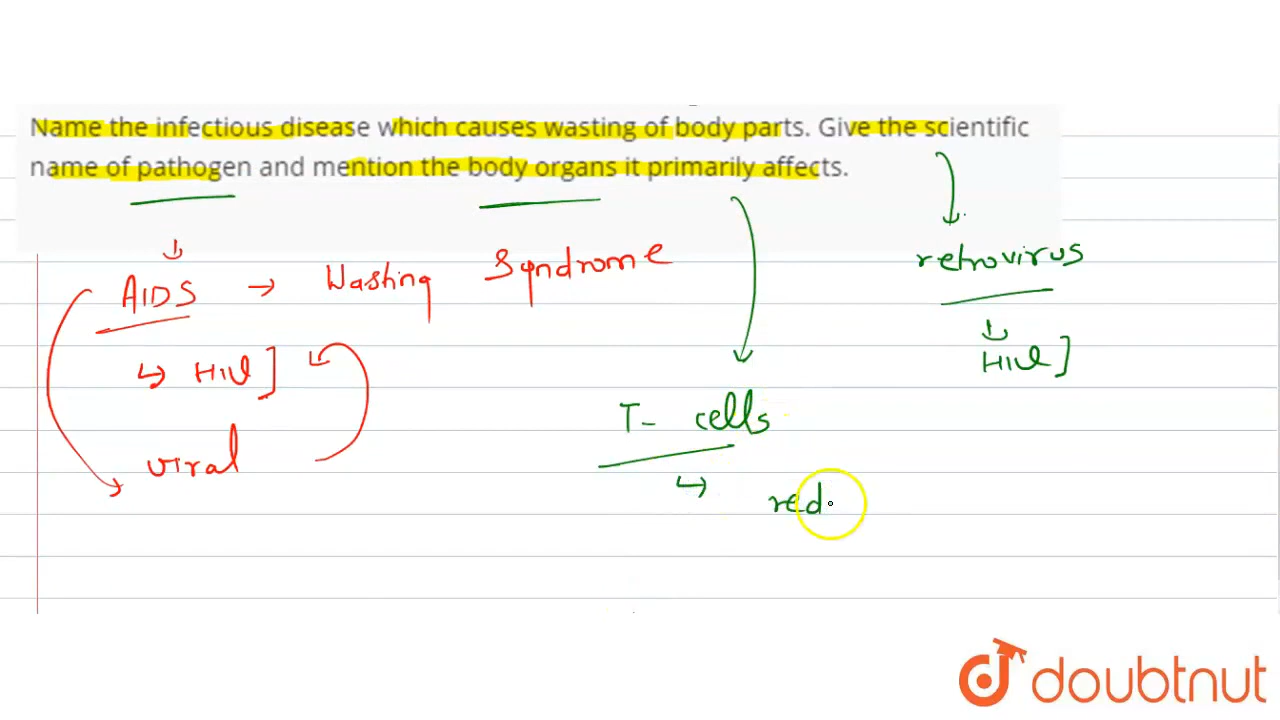 Name the infectious disease which causes wasting of body parts. Give the scientific
name of pathogen and mention the body organs it primarily affects.
AIDS → Wasting Syndrome
retrovirus
↳ HIV]
HIV]
T- cells
viral
↳ red
doubtnut